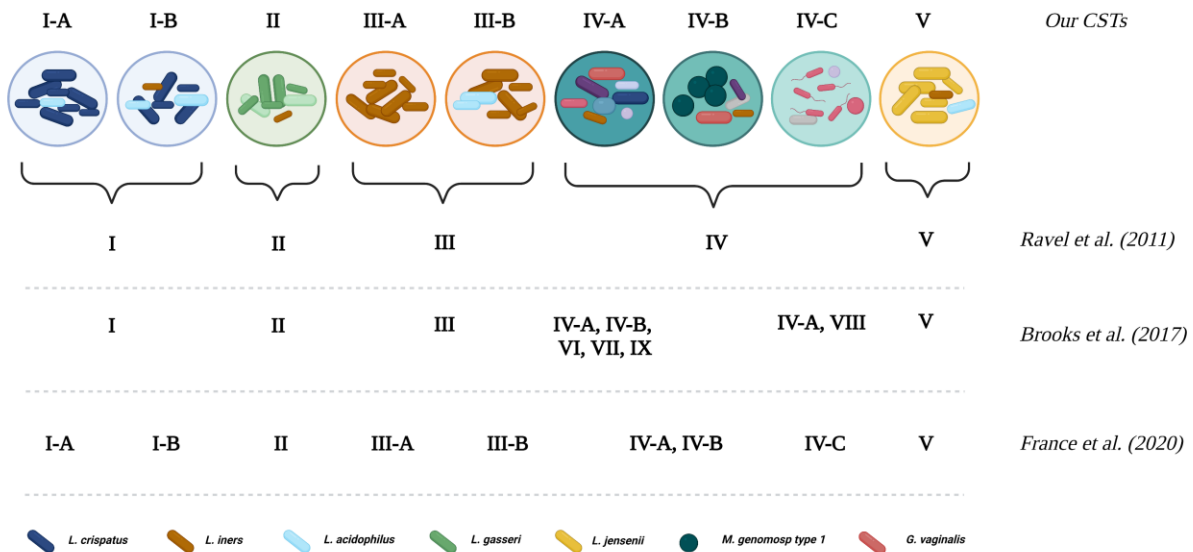 I-A I-B II III-A III-B IV-A IV-B IV-C V Our CSTs
I II III IV V Ravel et al. (2011)
I II III IV-A, IV-B, IV-A, VIII V Brooks et al. (2017)
VI, VII, IX
I-A I-B II III-A III-B IV-A, IV-B IV-C V France et al. (2020)
L. crispatus L. iners L. acidophilus L. gasseri L. jensenii M. genomosp type 1 G. vaginalis